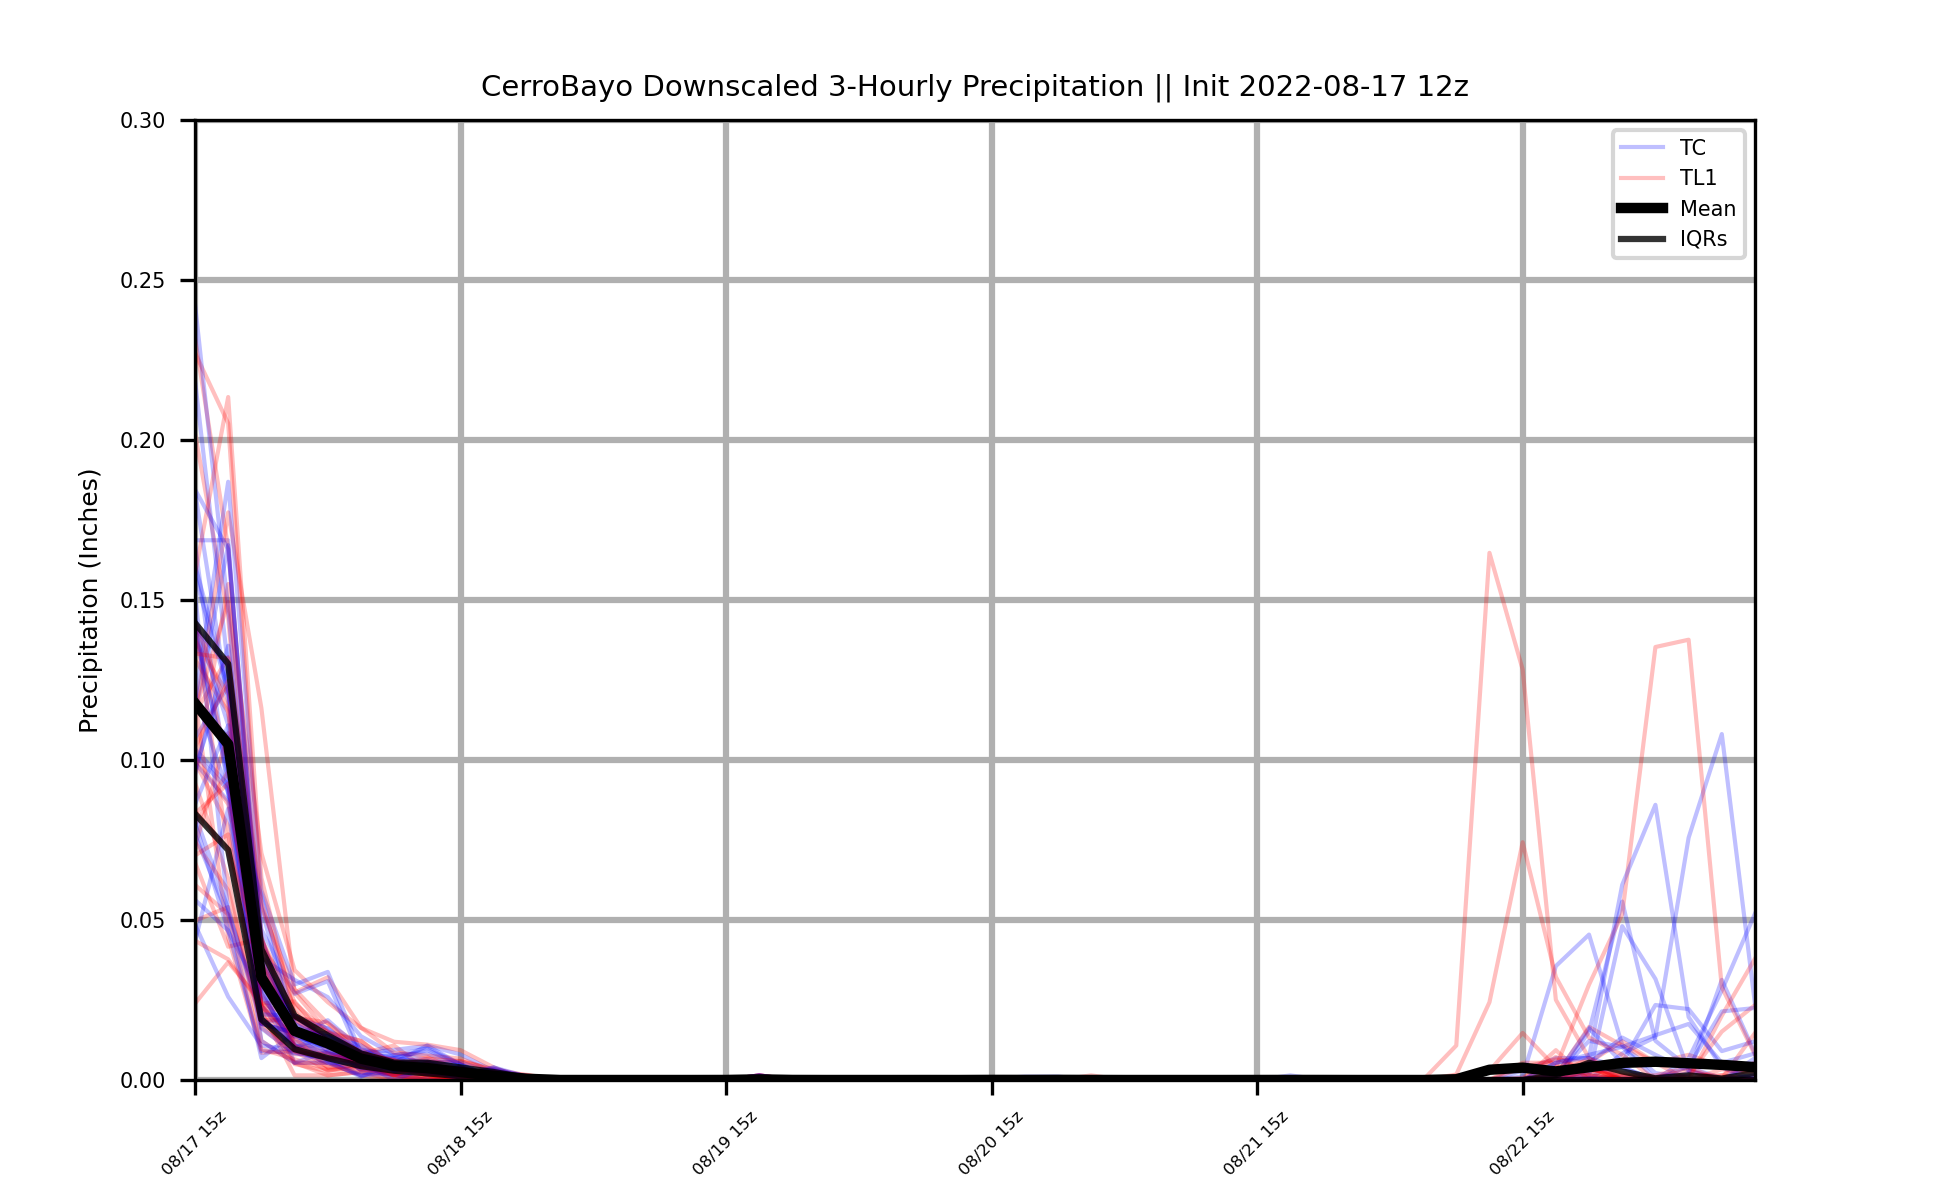 CerroBayo Downscaled 3-Hourly Precipitation || Init 2022-08-17 12z
Precipitation (Inches)
0.30
0.25
0.20
0.15
0.10
0.05
0.00
TC
TL1
Mean
IQRs
08/17 15z
08/18 15z
08/19 15z
08/20 15z
08/21 15z
08/22 15z